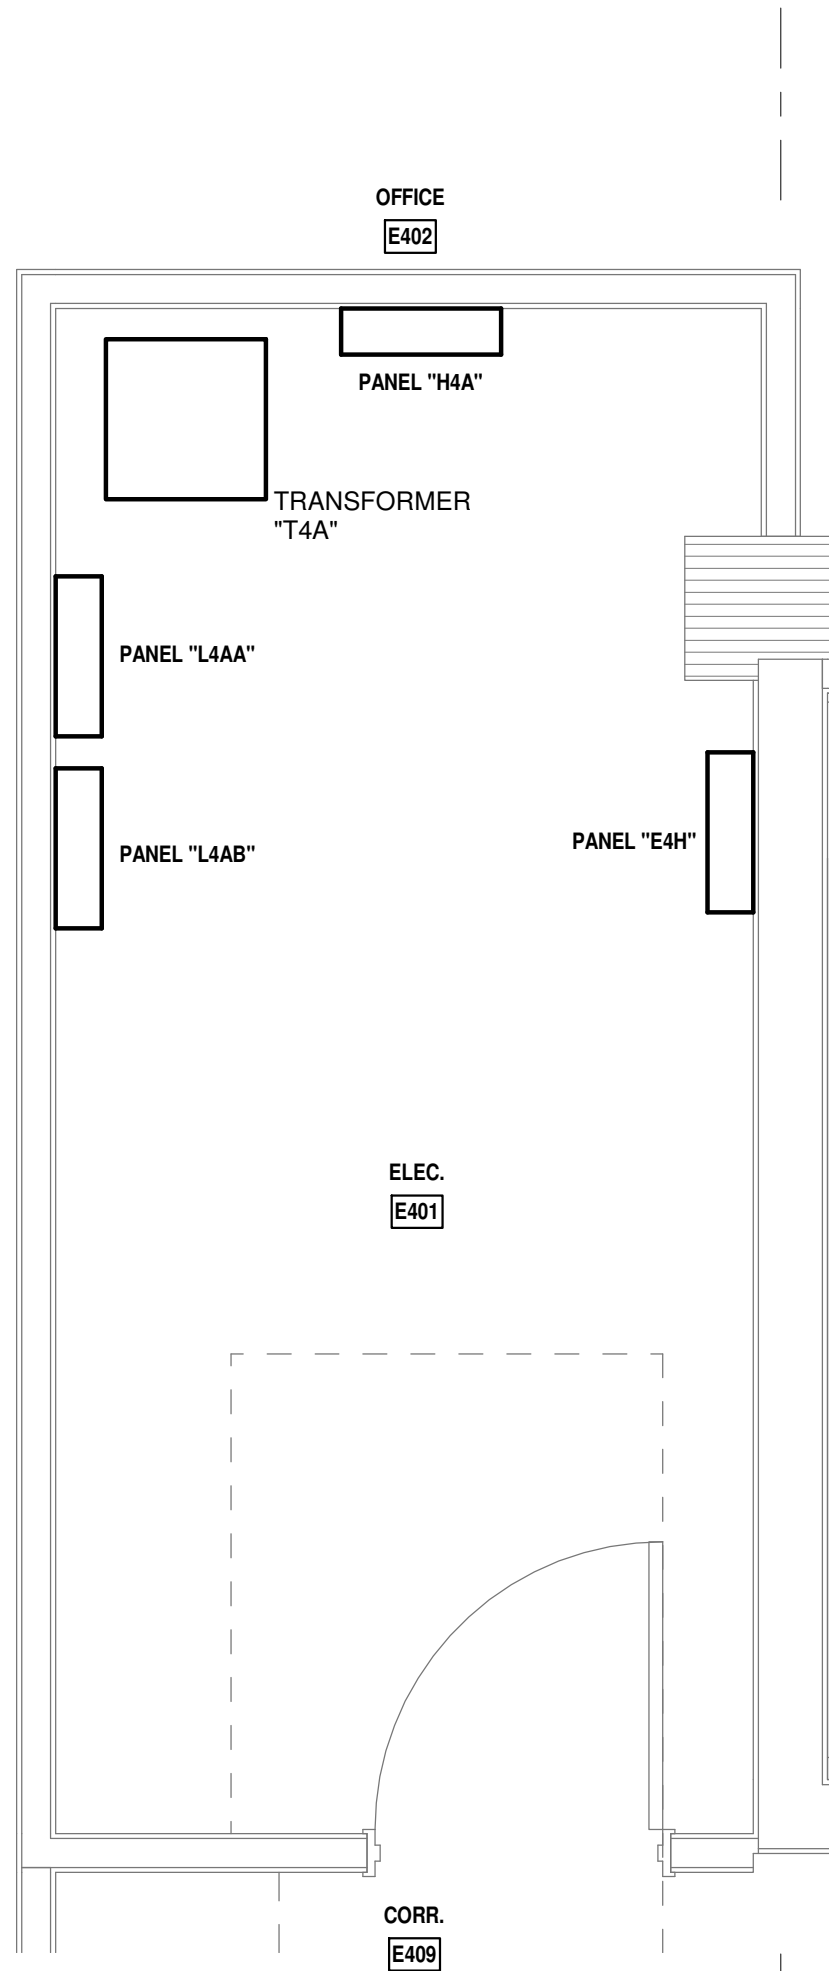 OFFICE
E402
PANEL "H4A"
TRANSFORMER
"T4A"
PANEL "L4AA"
PANEL "E4H"
PANEL "L4AB"
ELEC.
E401
CORR.
E409